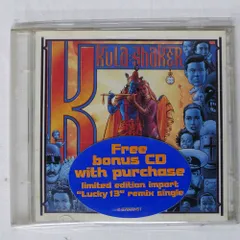 KULA SHAKER
K
Free
bonus CD
with purchase
limited edition import
"Lucky 13" remix single